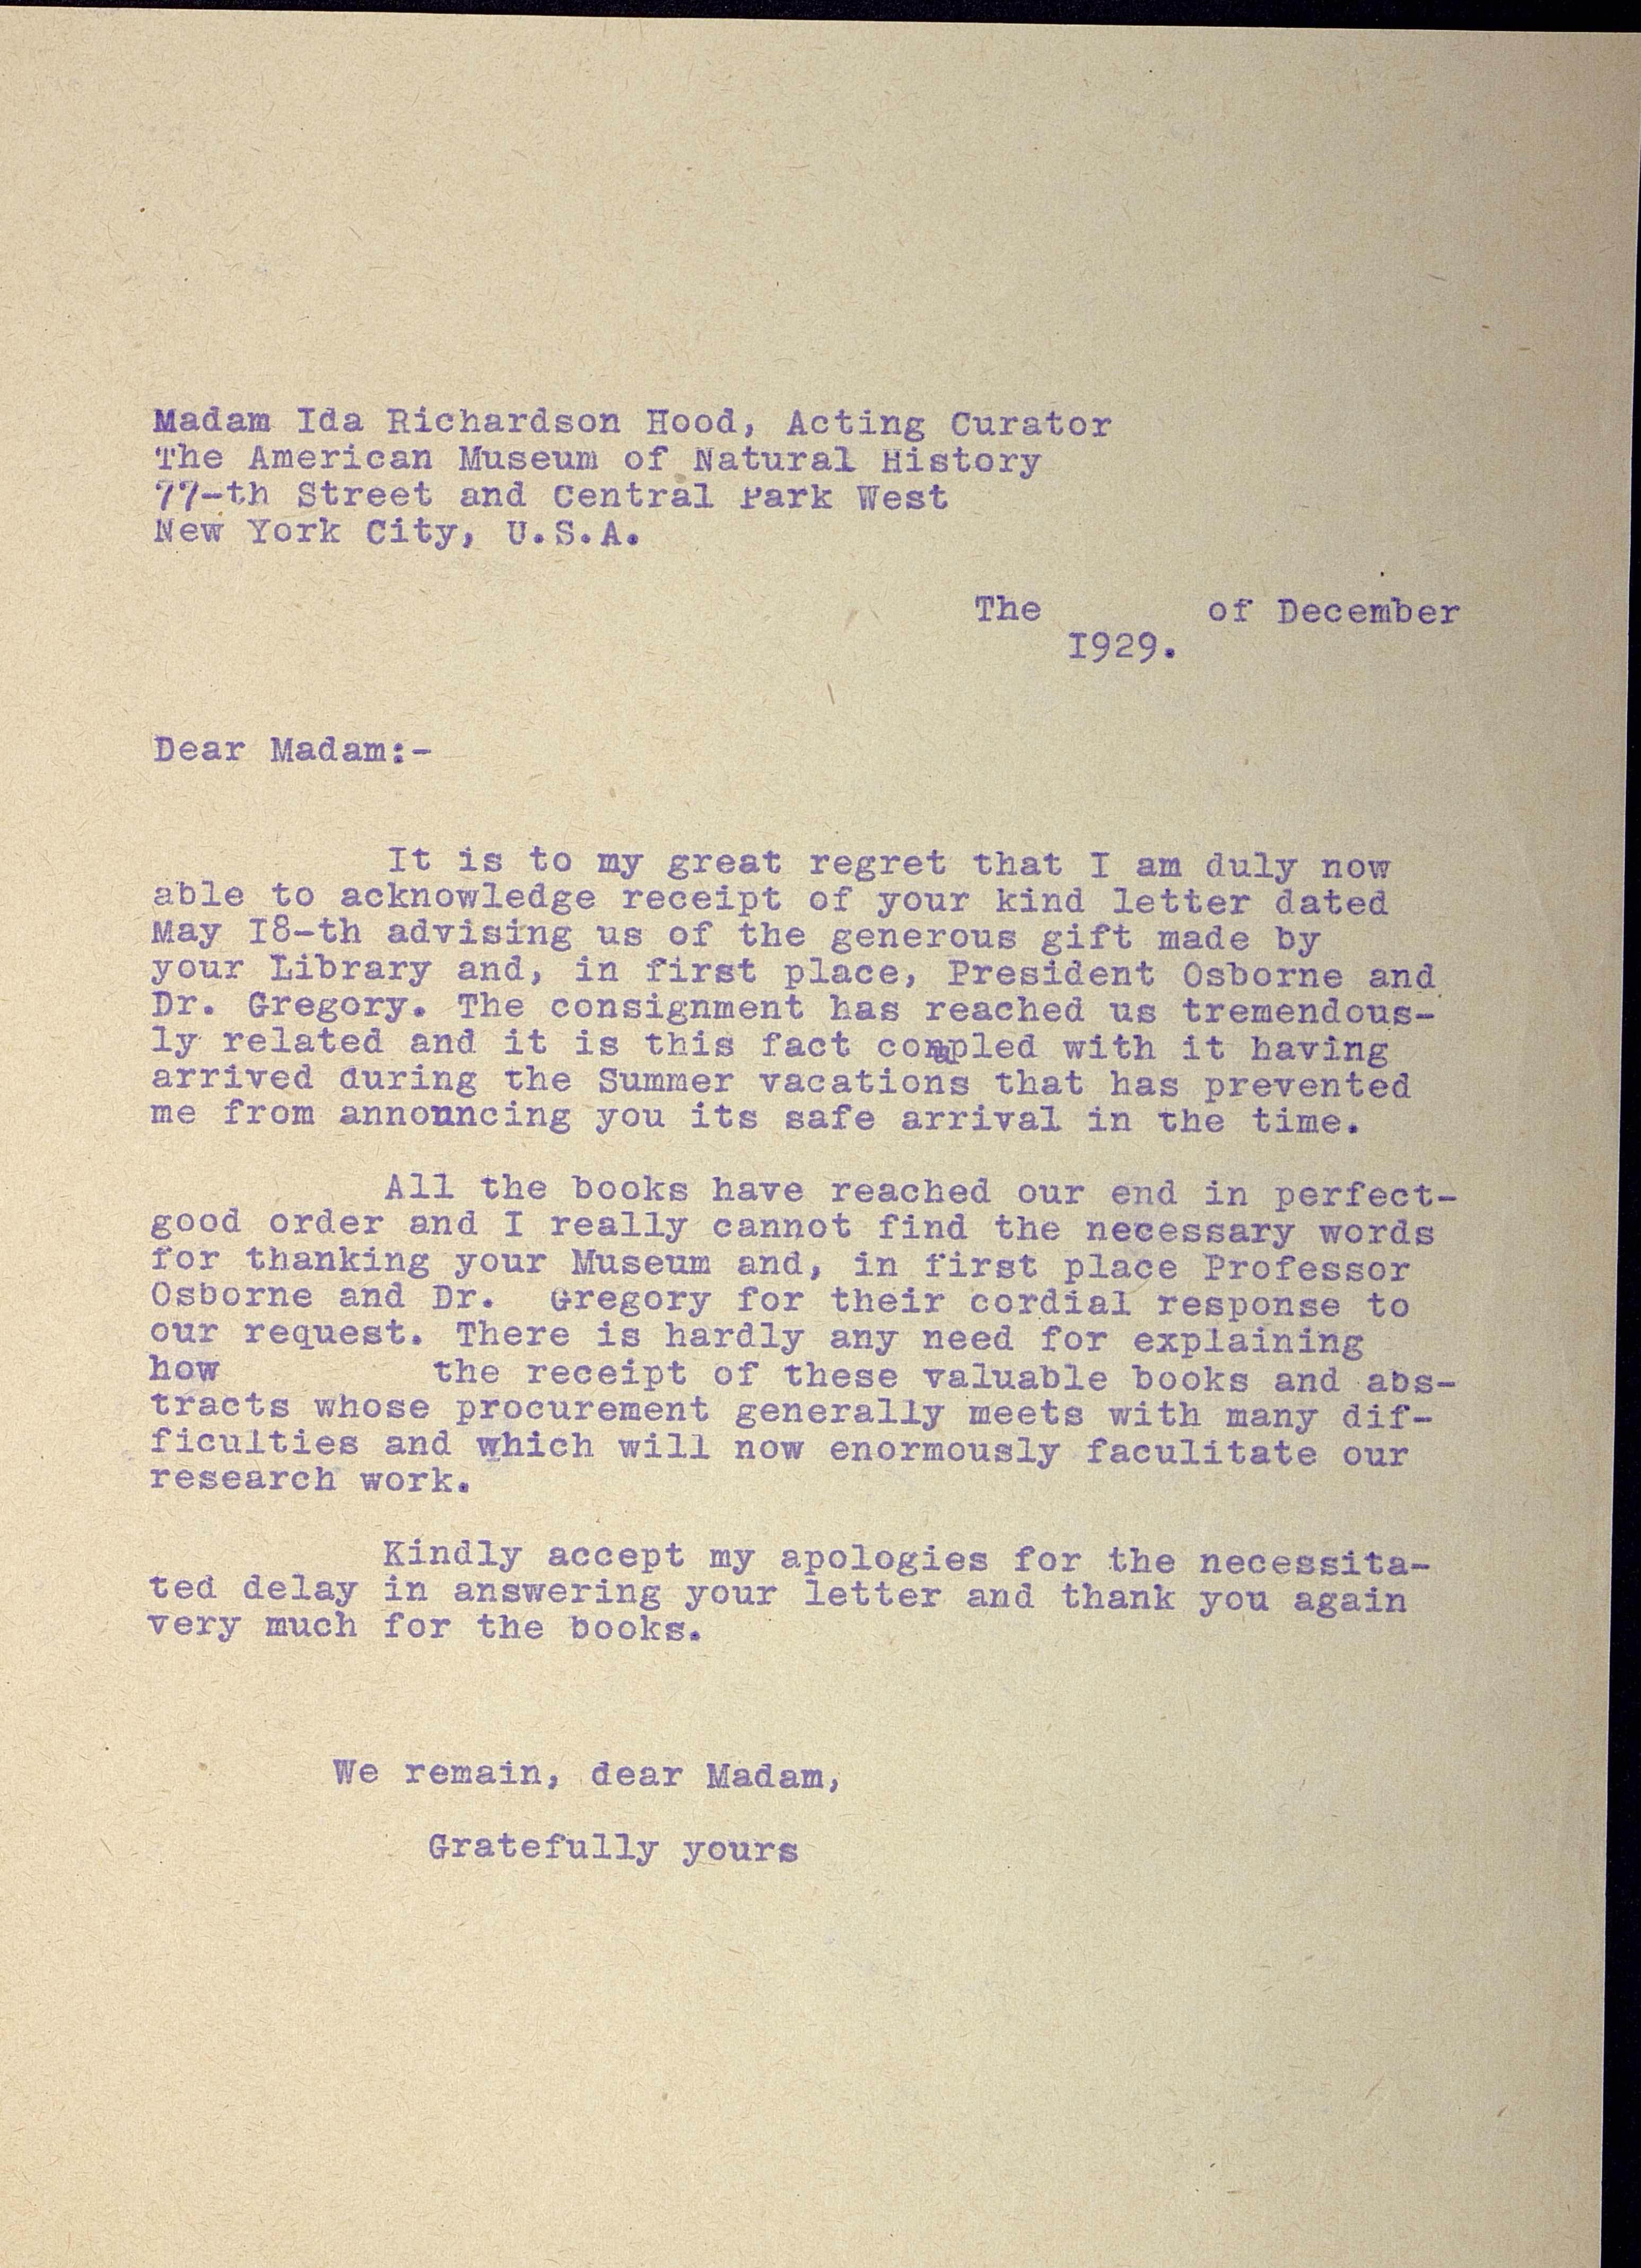 Madam Ida Richardson Hood, Acting Curator
The American Museum of Natural History
77-th Street and Central Park West
New York City, U.S.A.
The of December
I929.
Dear Madam:-
It is to my great regret that I am duly now
able to acknowledge receipt of your kind letter dated
May I8-th advising us of the generous gift made by
your Library and, in first place, President Osborne and
Dr. Gregory. The consignment has reached us tremendous-
ly related and it is this fact coupled with it having
arrived during the Summer vacations that has prevented
me from announcing you its safe arrival in the time.
All the books have reached our end in perfect-
good order and I really cannot find the necessary words
for thanking your Museum and, in first place Professor
Osborne and Dr. Gregory for their cordial response to
our request. There is hardly any need for explaining
how the receipt of these valuable books and abs-
tracts whose procurement generally meets with many dif-
ficulties and which will now enormously faculitate our
research work.
Kindly accept my apologies for the necessita-
ted delay in answering your letter and thank you again
very much for the books.
We remain, dear Madam,
Gratefully yours